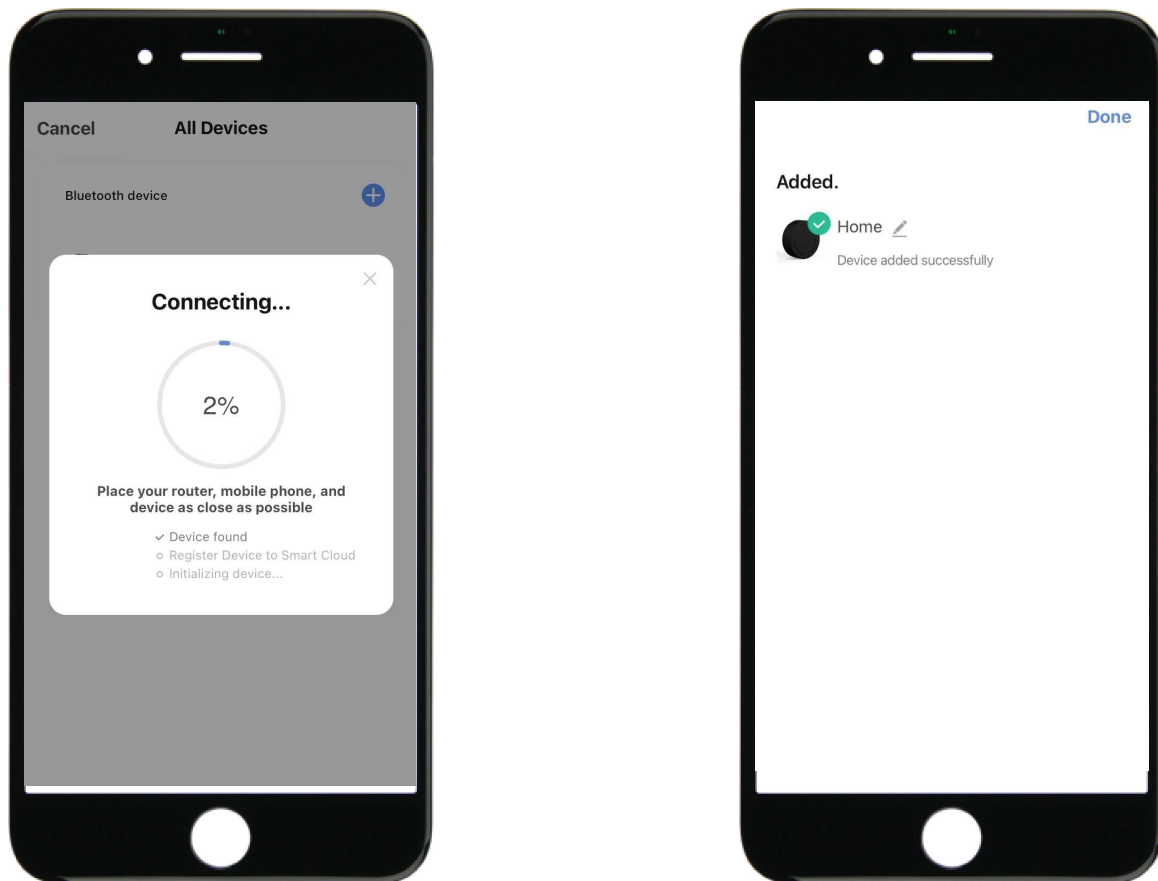 Cancel All Devices
Bluetooth device
Connecting...
2%
Place your router, mobile phone, and
device as close as possible
Device found
Register Device to Smart Cloud
Initializing device...
Done
Added.
Home
Device added successfully